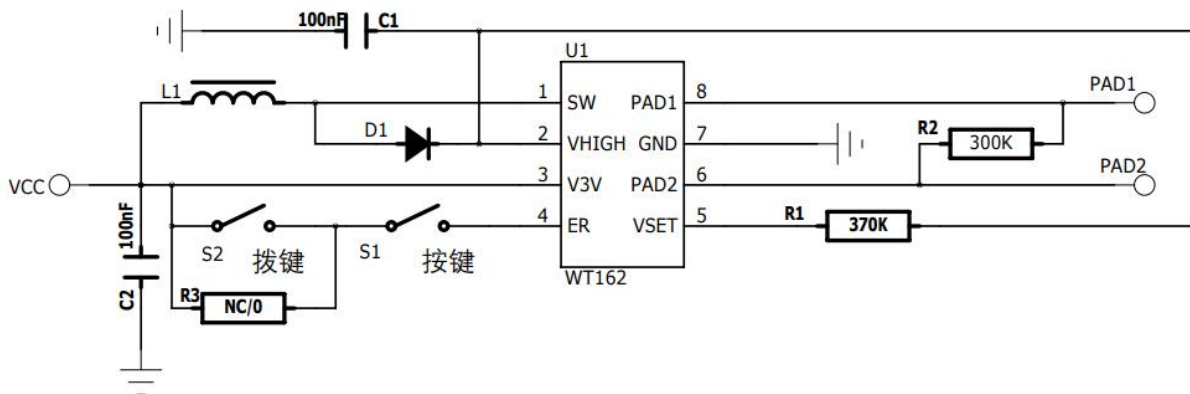 100nF C1
U1
L1
1 SW PAD1 8
PAD1
D1
2 VHIGH GND 7
R2 300K
VCC
3 V3V PAD2 6
PAD2
100nF
C2
S2 拨键
S1 按键
4 ER VSET 5
R1 370K
WT162
R3 NC/0